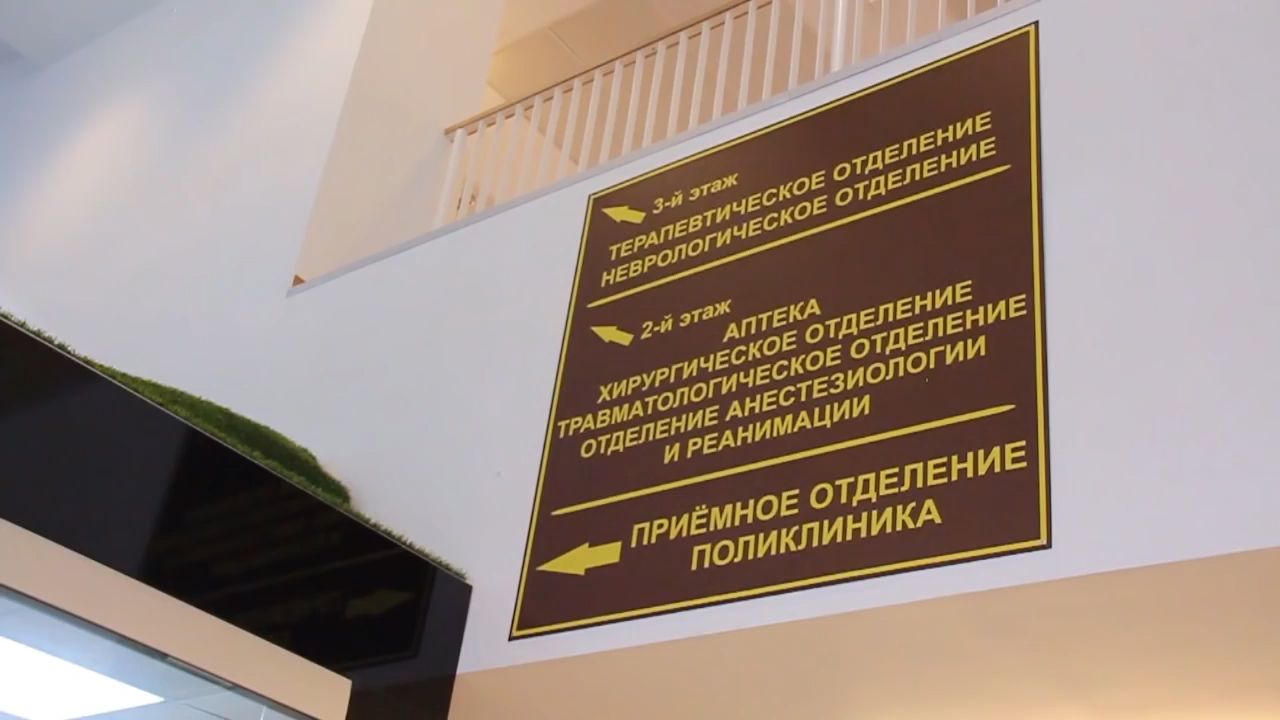 3-й этаж
ТЕРАПЕВТИЧЕСКОЕ ОТДЕЛЕНИЕ
НЕВРОЛОГИЧЕСКОЕ ОТДЕЛЕНИЕ
2-й этаж
АПТЕКА
ХИРУРГИЧЕСКОЕ ОТДЕЛЕНИЕ
ТРАВМАТОЛОГИЧЕСКОЕ ОТДЕЛЕНИЕ
ОТДЕЛЕНИЕ АНЕСТЕЗИОЛОГИИ
И РЕАНИМАЦИИ
ПРИЁМНОЕ ОТДЕЛЕНИЕ
ПОЛИКЛИНИКА